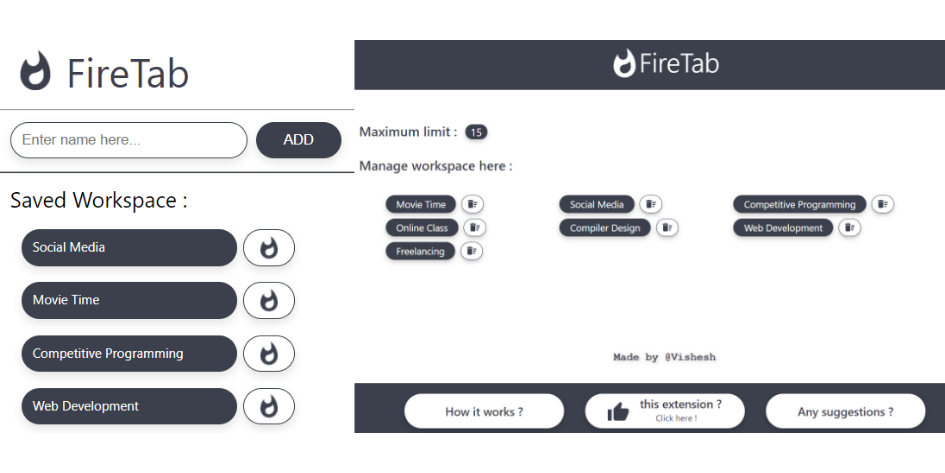 FireTab
Enter name here...
ADD
Saved Workspace :
Social Media
Movie Time
Competitive Programming
Web Development
FireTab
Maximum limit : 15
Manage workspace here :
Movie Time
Social Media
Competitive Programming
Online Class
Compiler Design
Web Development
Freelancing
Made by @Vishesh
How it works ?
this extension ?
Click here !
Any suggestions ?